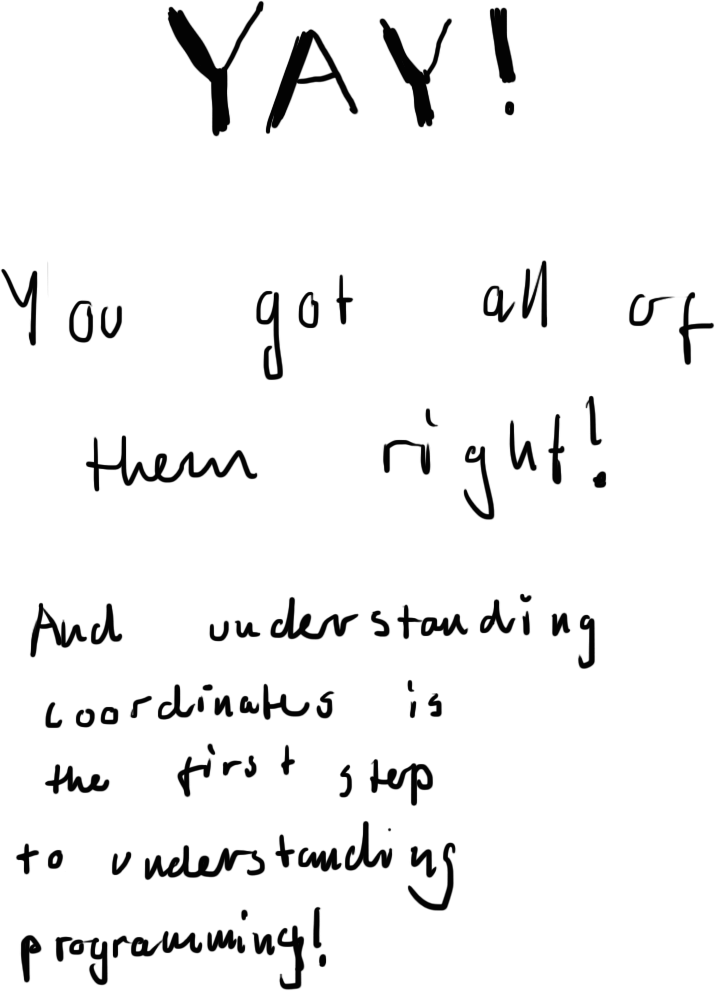 YAY!
You got all of
them right!
And understanding
coordinates is
the first step
to understanding
programming!